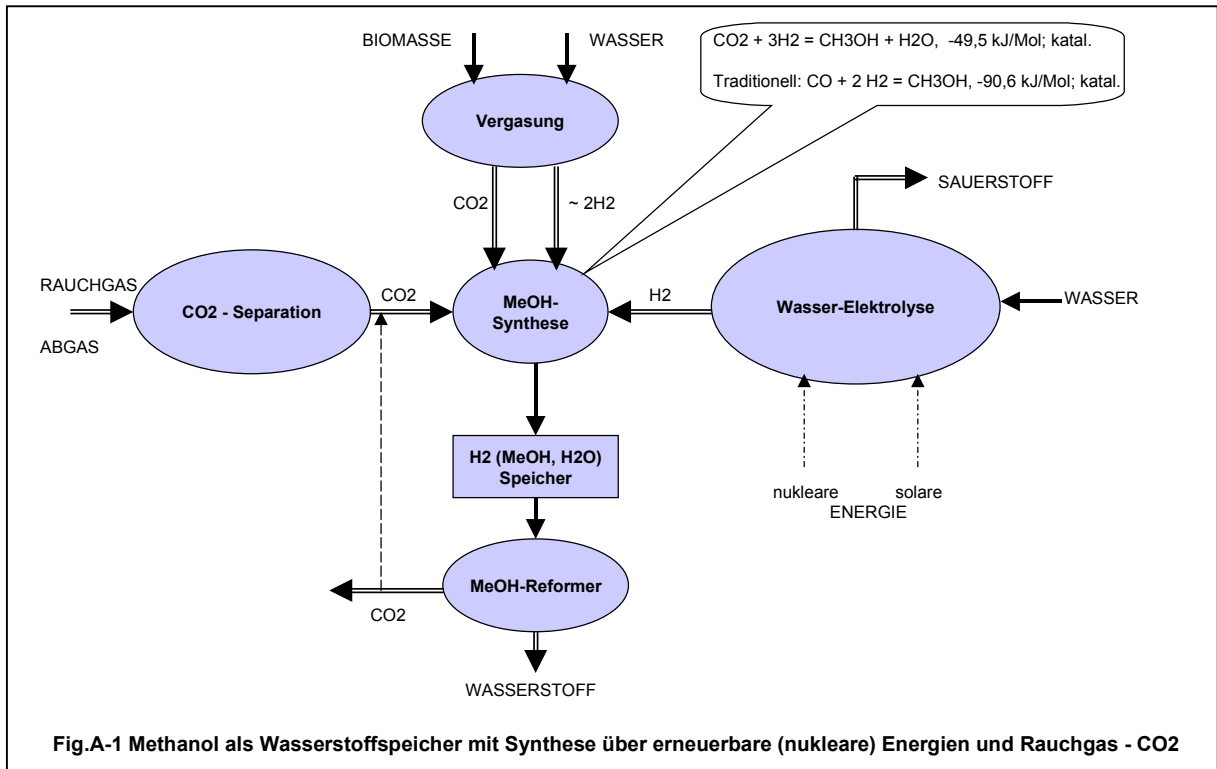 BIOMASSE
WASSER
CO2 + 3H2 = CH3OH + H2O, -49,5 kJ/Mol; katal.
Traditionell: CO + 2 H2 = CH3OH, -90,6 kJ/Mol; katal.
Vergasung
CO2
~ 2H2
SAUERSTOFF
RAUCHGAS
ABGAS
CO2 - Separation
CO2
MeOH-
Synthese
H2
Wasser-Elektrolyse
WASSER
H2 (MeOH, H2O)
Speicher
nukleare
solare
ENERGIE
MeOH-Reformer
CO2
WASSERSTOFF
Fig.A-1 Methanol als Wasserstoffspeicher mit Synthese über erneuerbare (nukleare) Energien und Rauchgas - CO2